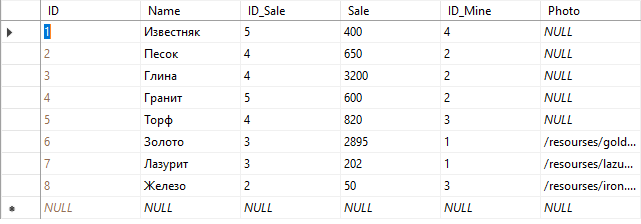 ID Name ID_Sale Sale ID_Mine Photo
1 Известняк 5 400 4 NULL
2 Песок 4 650 2 NULL
3 Глина 4 3200 2 NULL
4 Гранит 5 600 2 NULL
5 Торф 4 820 3 NULL
6 Золото 3 2895 1 /resourses/gold...
7 Лазурит 3 202 1 /resourses/lazu...
8 Железо 2 50 3 /resourses/iron....
NULL NULL NULL NULL NULL NULL